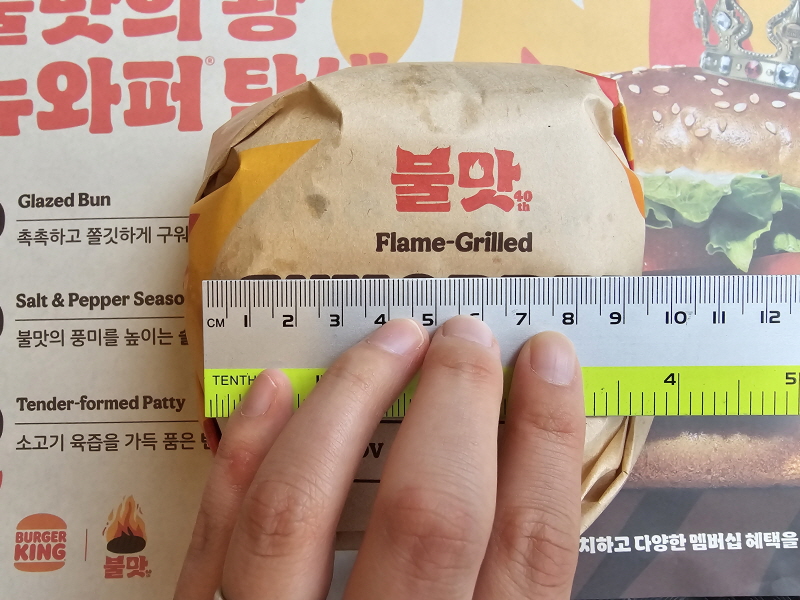 불맛의 왕
뉴와퍼® 탄생
Glazed Bun
촉촉하고 쫄깃하게 구워
Salt & Pepper Seaso
불맛의 풍미를 높이는
Tender-formed Patty
소고기 육즙을 가득 품은
BURGER
KING
불맛
불맛
40
th
Flame-Grilled
CM 1 2 3 4 5 6 7 8 9 10 11 12
TENTH 4 5
치하고 다양한 멤버십 혜택을